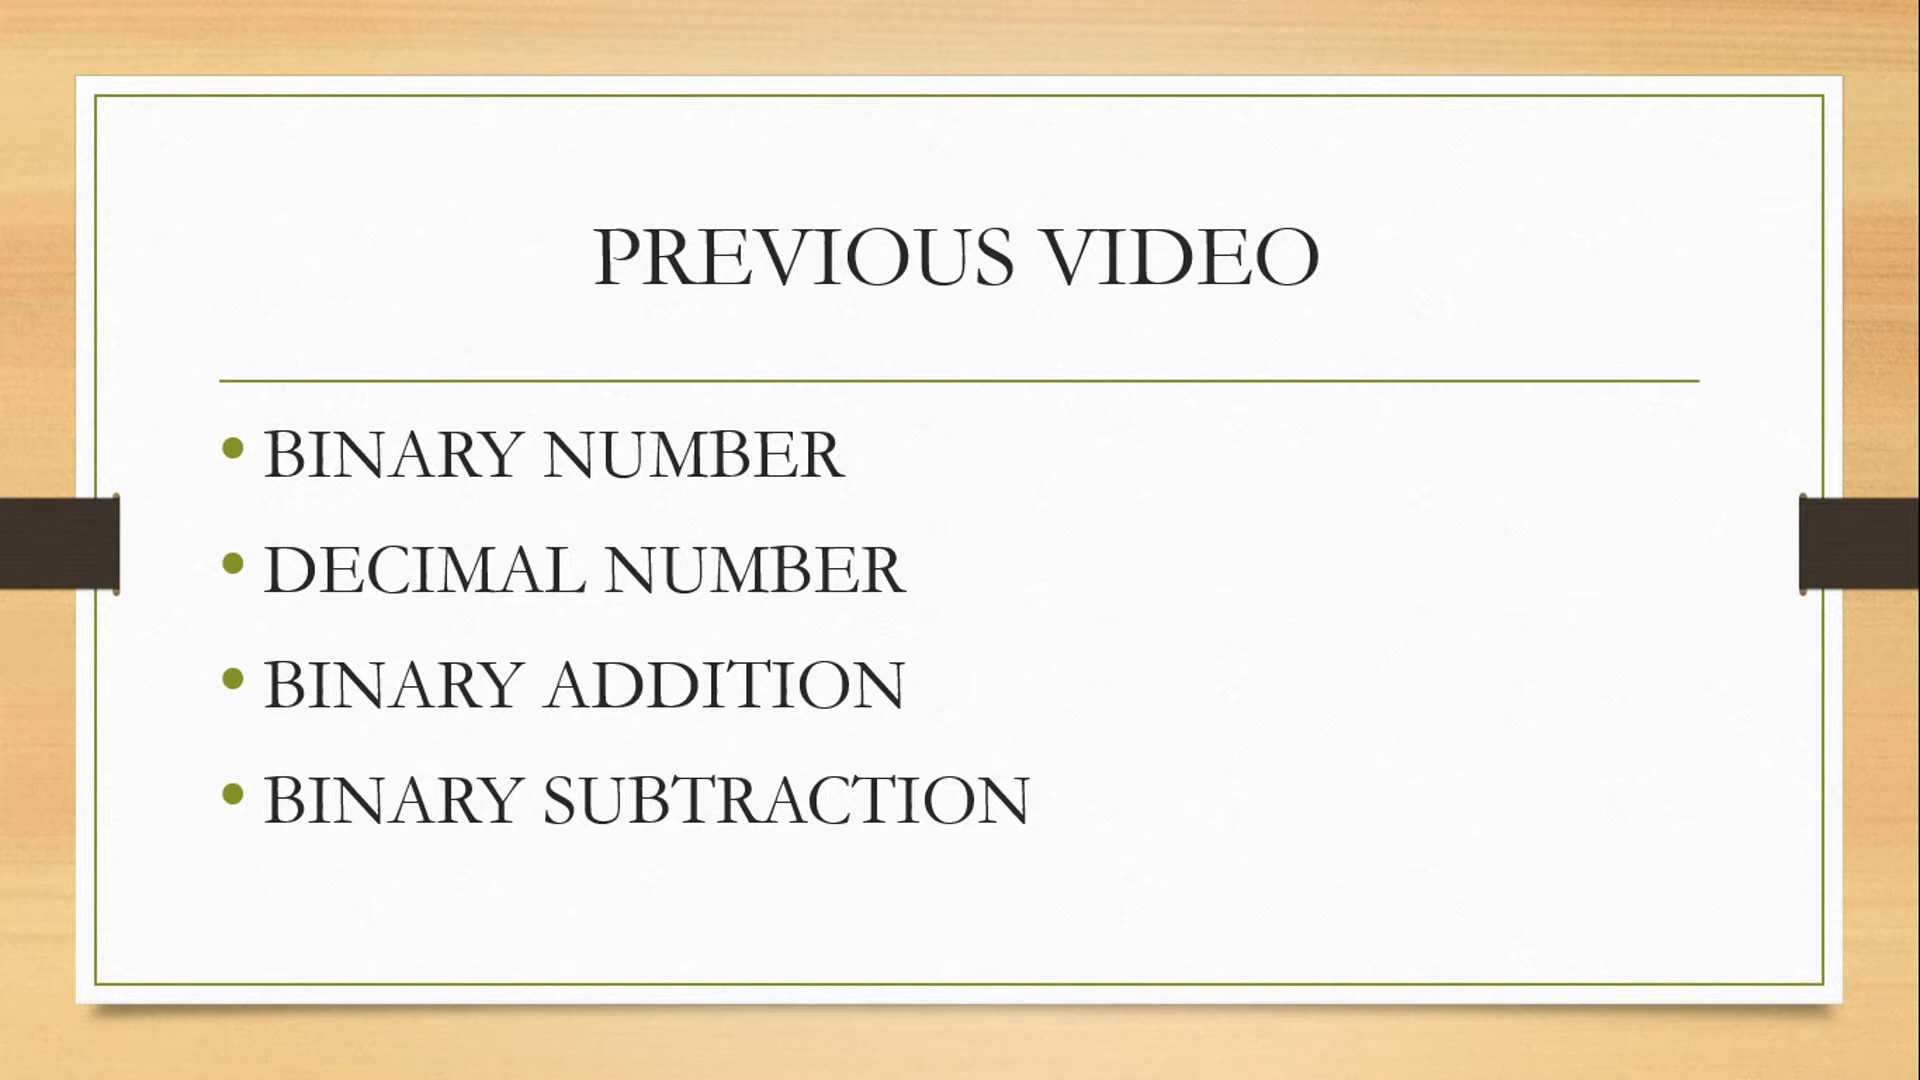 PREVIOUS VIDEO
• BINARY NUMBER
• DECIMAL NUMBER
• BINARY ADDITION
• BINARY SUBTRACTION